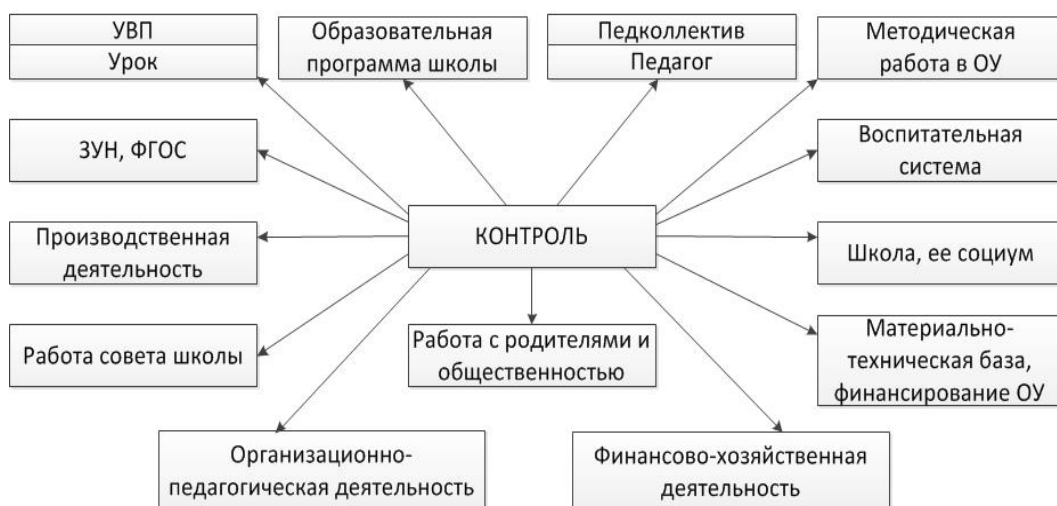 УВП
Урок
Образовательная
программа школы
Педколлектив
Педагог
Методическая
работа в ОУ
ЗУН, ФГОС
Воспитательная
система
Производственная
деятельность
КОНТРОЛЬ
Школа, ее социум
Работа совета школы
Работа с родителями и
общественностью
Материально-
техническая база,
финансирование ОУ
Организационно-
педагогическая деятельность
Финансово-хозяйственная
деятельность